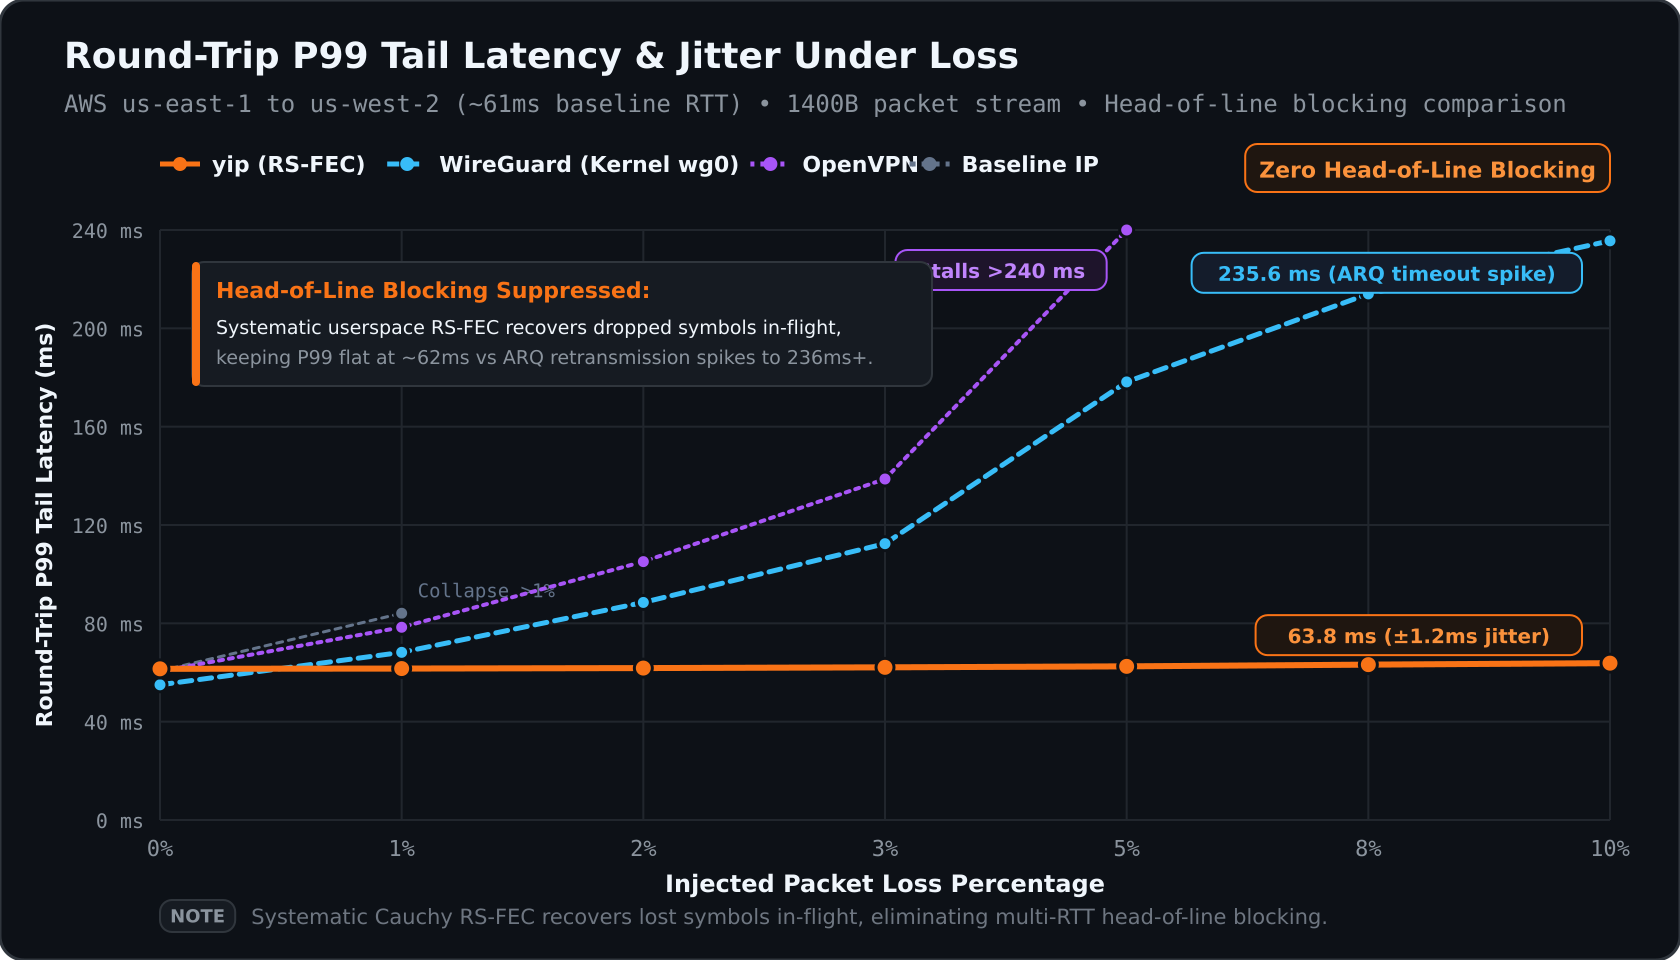 Round-Trip P99 Tail Latency & Jitter Under Loss
AWS us-east-1 to us-west-2 (~61ms baseline RTT) • 1400B packet stream • Head-of-line blocking comparison
yip (RS-FEC) WireGuard (Kernel wg0) OpenVPN Baseline IP
Zero Head-of-Line Blocking
240 ms
200 ms
160 ms
120 ms
80 ms
40 ms
0 ms
Round-Trip P99 Tail Latency (ms)
>240 ms
235.6 ms (ARQ timeout spike)
Head-of-Line Blocking Suppressed:
Systematic userspace RS-FEC recovers dropped symbols in-flight,
keeping P99 flat at ~62ms vs ARQ retransmission spikes to 236ms+.
Collapse >1%
63.8 ms (±1.2ms jitter)
0% 1% 2% 3% 5% 8% 10%
Injected Packet Loss Percentage
NOTE Systematic Cauchy RS-FEC recovers lost symbols in-flight, eliminating multi-RTT head-of-line blocking.